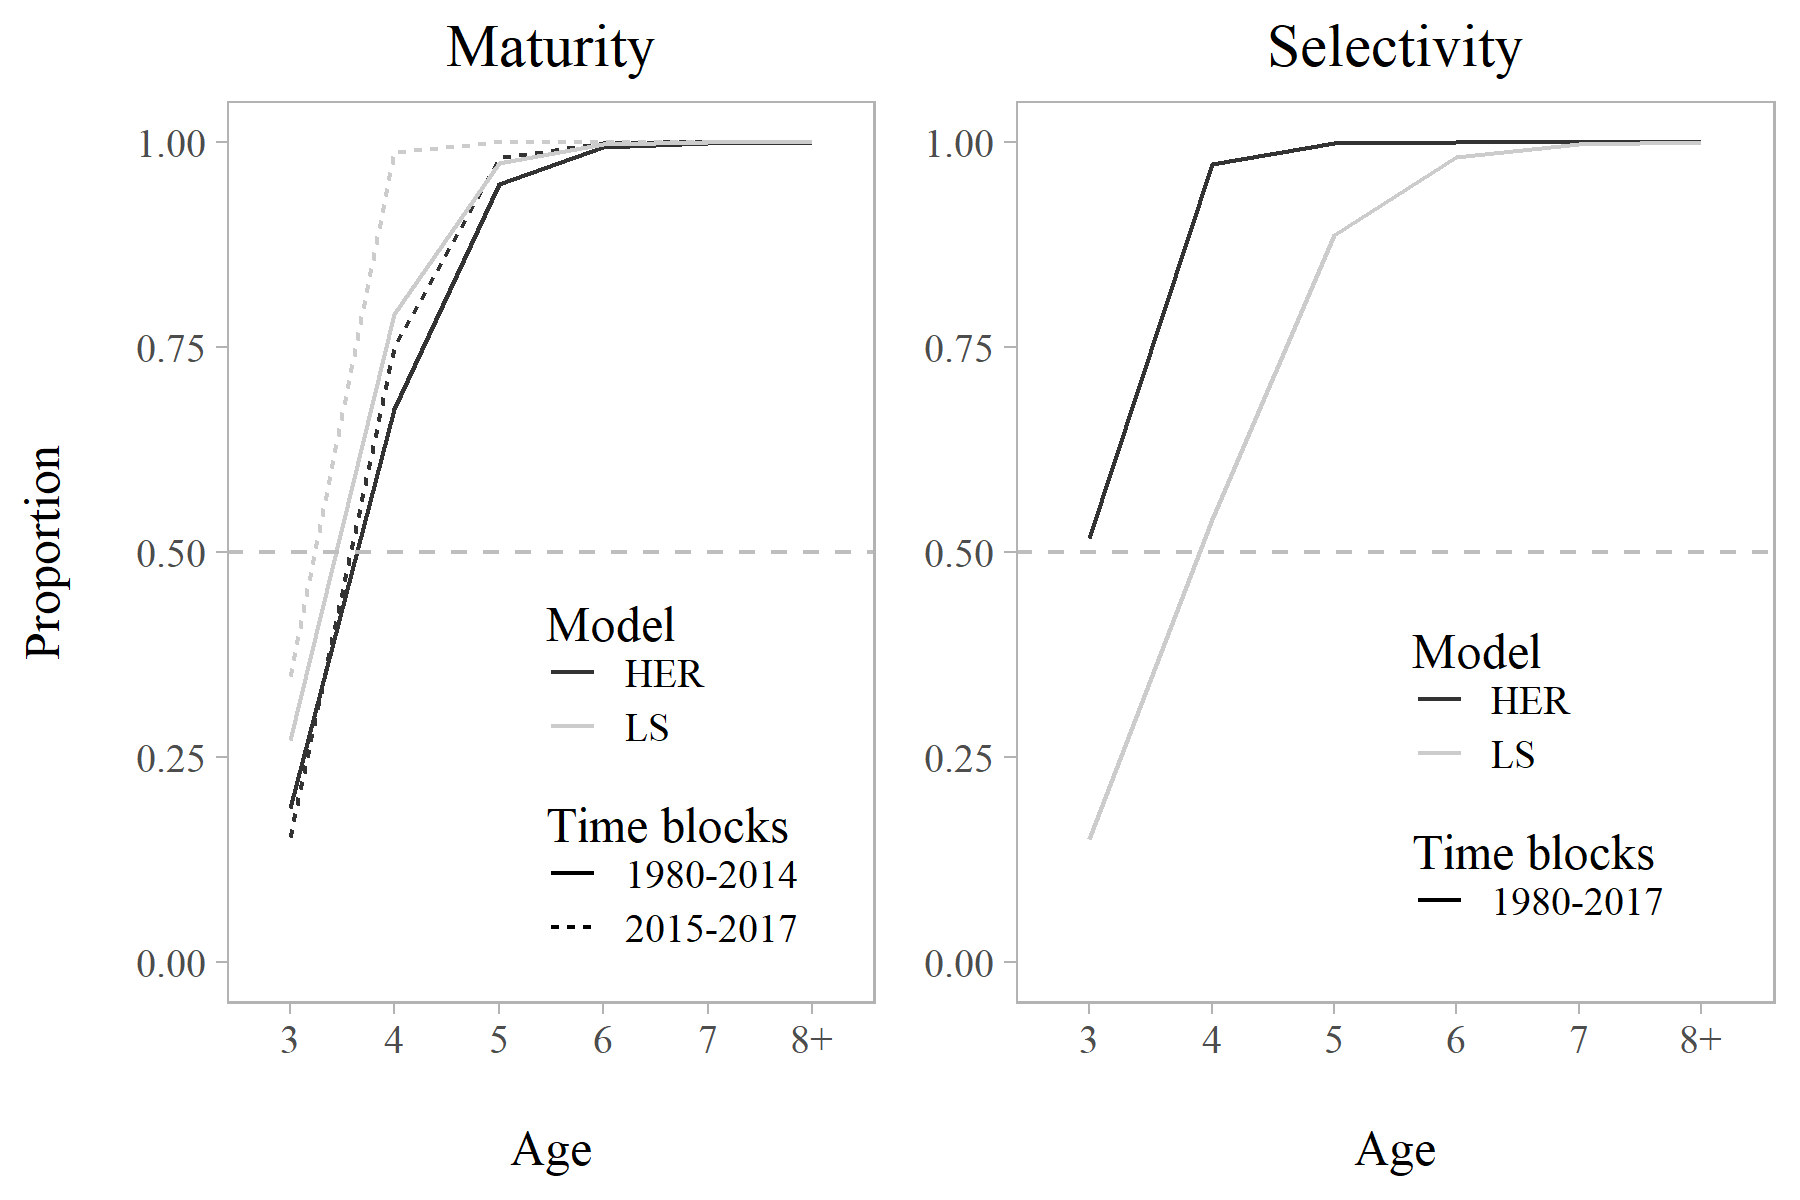 Maturity
Selectivity
Proportion
1.00
0.75
0.50
0.25
0.00
Model
HER
LS
Time blocks
1980-2014
2015-2017
3 4 5 6 7 8+
Age
1.00
0.75
0.50
0.25
0.00
Model
HER
LS
Time blocks
1980-2017
3 4 5 6 7 8+
Age